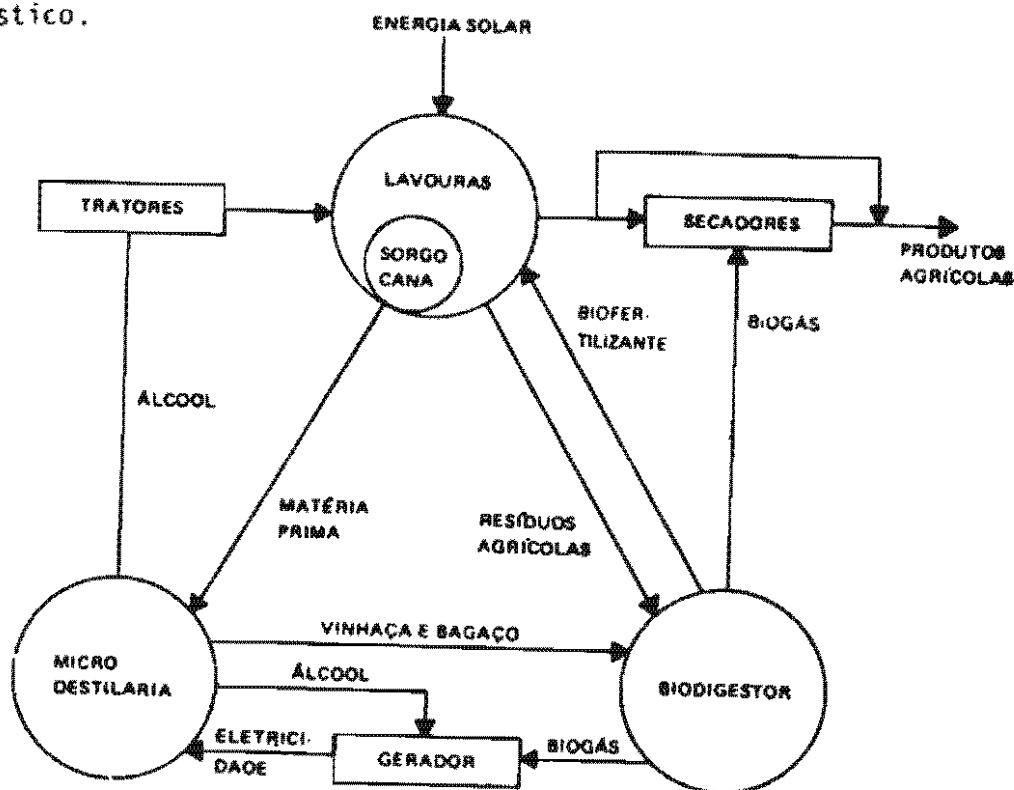 stico.
ENERGIA SOLAR
LAVOURAS
TRATORES
SECADORES
SORGO
CANA
PRODUTOS
AGRÍCOLAS
BIOFER-
TILIZANTE
BIOGÁS
ÁLCOOL
MATÉRIA
PRIMA
RESÍDUOS
AGRÍCOLAS
VINHAÇA E BAGAÇO
MICRO
DESTILARIA
ÁLCOOL
BIODIGESTOR
ELETRICI-
DADE
GERADOR
BIOGÁS